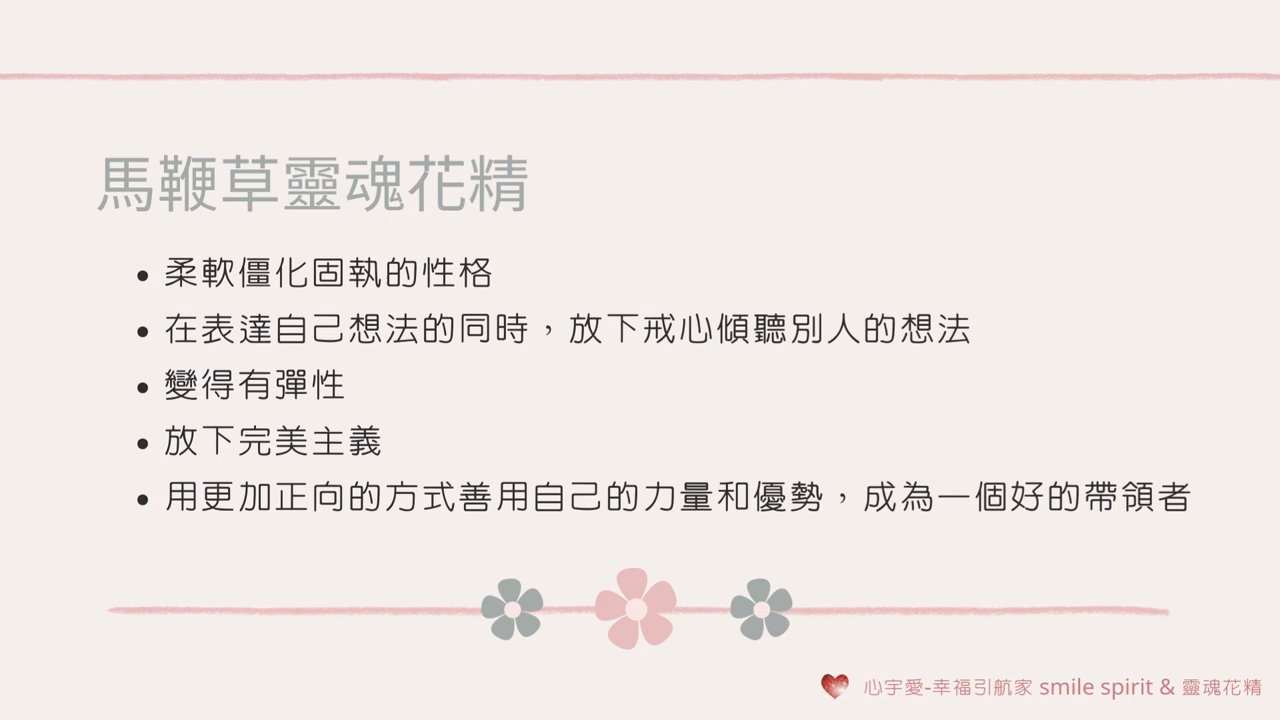 馬鞭草靈魂花精
• 柔軟僵化固執的性格
• 在表達自己想法的同時，放下戒心傾聽別人的想法
• 變得有彈性
• 放下完美主義
• 用更加正向的方式善用自己的力量和優勢，成為一個好的帶領者
心宇愛-幸福引航家 smile spirit & 靈魂花精